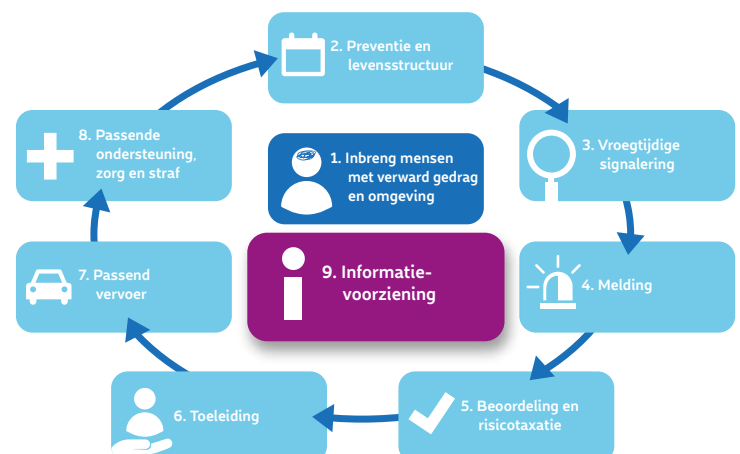 2. Preventie en
levensstructuur
8. Passende
ondersteuning,
zorg en straf
1. Inbreng mensen
met verward gedrag
en omgeving
3. Vroegtijdige
signalering
7. Passend
vervoer
9. Informatie-
voorziening
4. Melding
6. Toeleiding
5. Beoordeling en
risicotaxatie